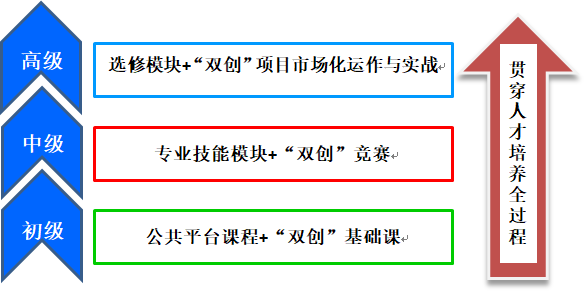 高级
选修模块+“双创”项目市场化运作与实战
中级
专业技能模块+“双创”竞赛
初级
公共平台课程+“双创”基础课
贯穿人才培养全过程